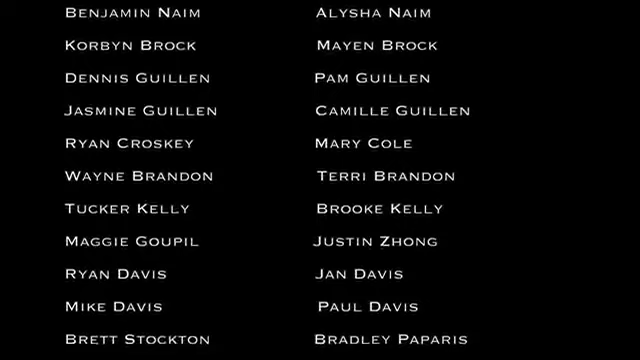 Benjamin Naim Alysha Naim
Korbyn Brock Mayen Brock
Dennis Guillen Pam Guillen
Jasmine Guillen Camille Guillen
Ryan Croskey Mary Cole
Wayne Brandon Terri Brandon
Tucker Kelly Brooke Kelly
Maggie Goupil Justin Zhong
Ryan Davis Jan Davis
Mike Davis Paul Davis
Brett Stockton Bradley Paparis